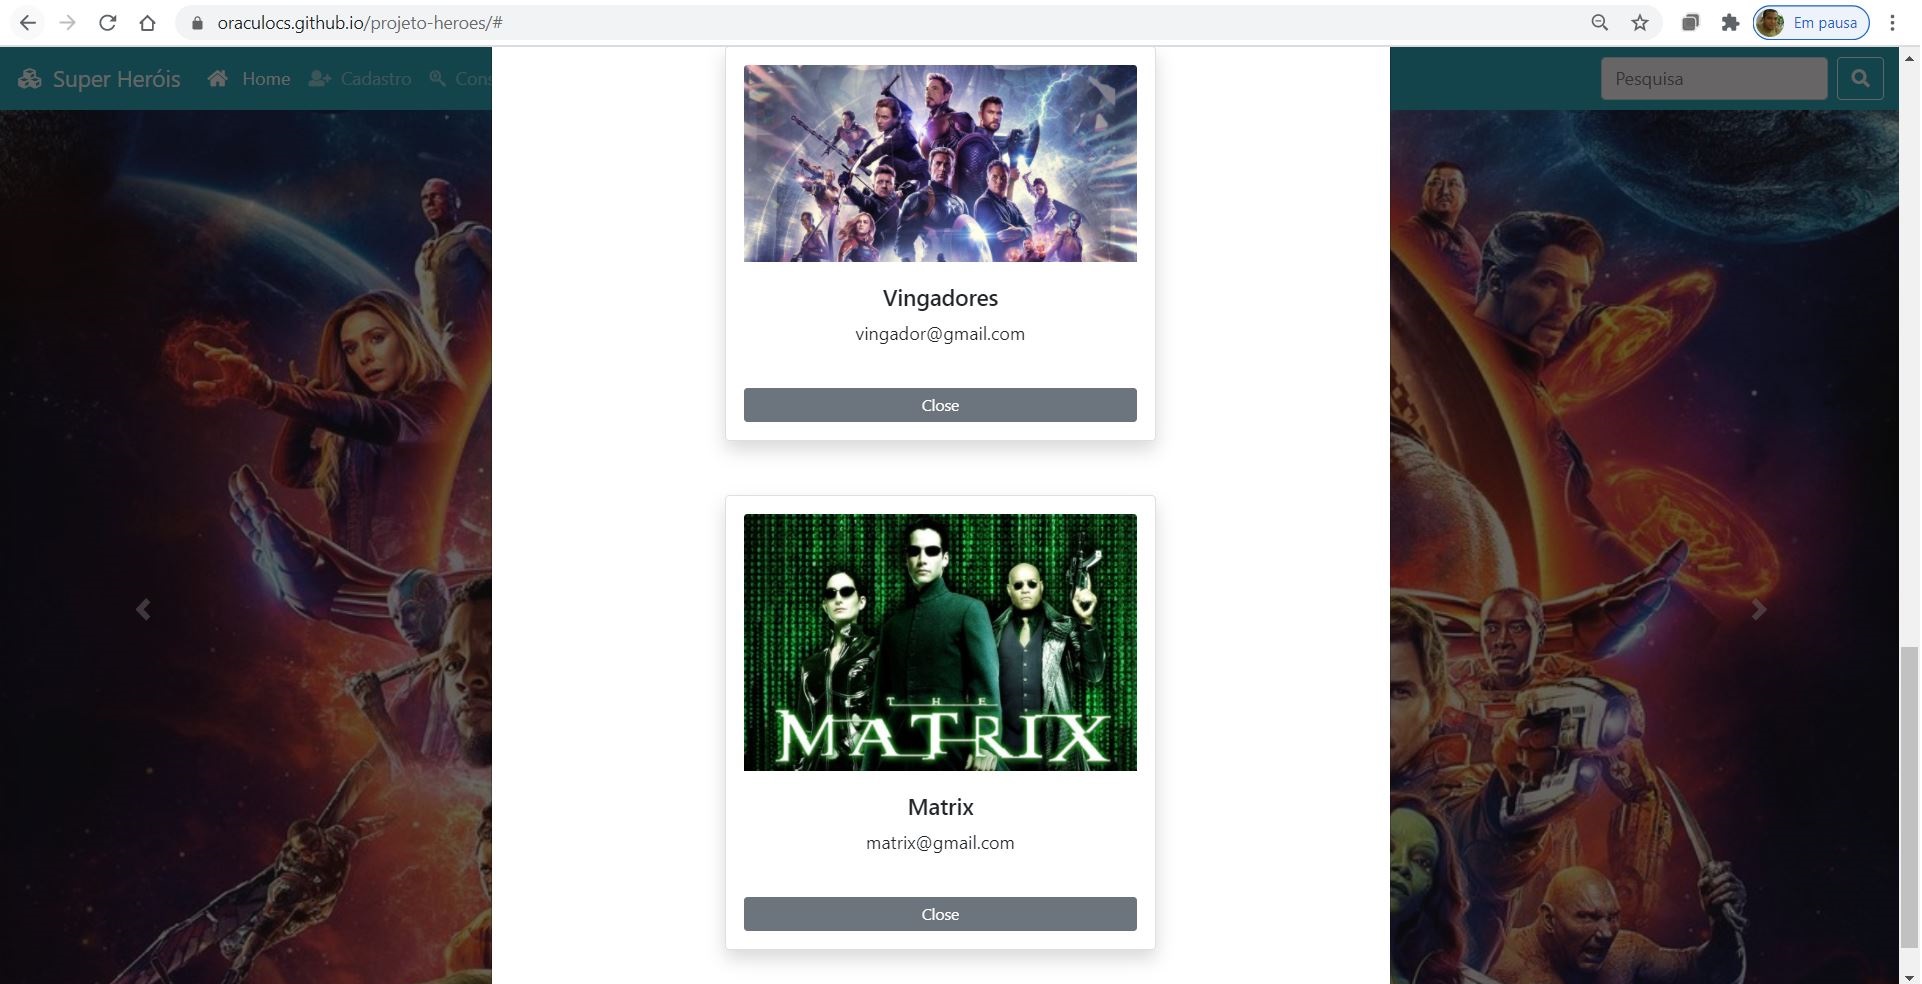 oraculocs.github.io/projeto-heroes/#
Em pausa
Super Heróis Home Cadastro Cons
Pesquisa
Vingadores
vingador@gmail.com
Close
THE
MATRIX
Matrix
matrix@gmail.com
Close